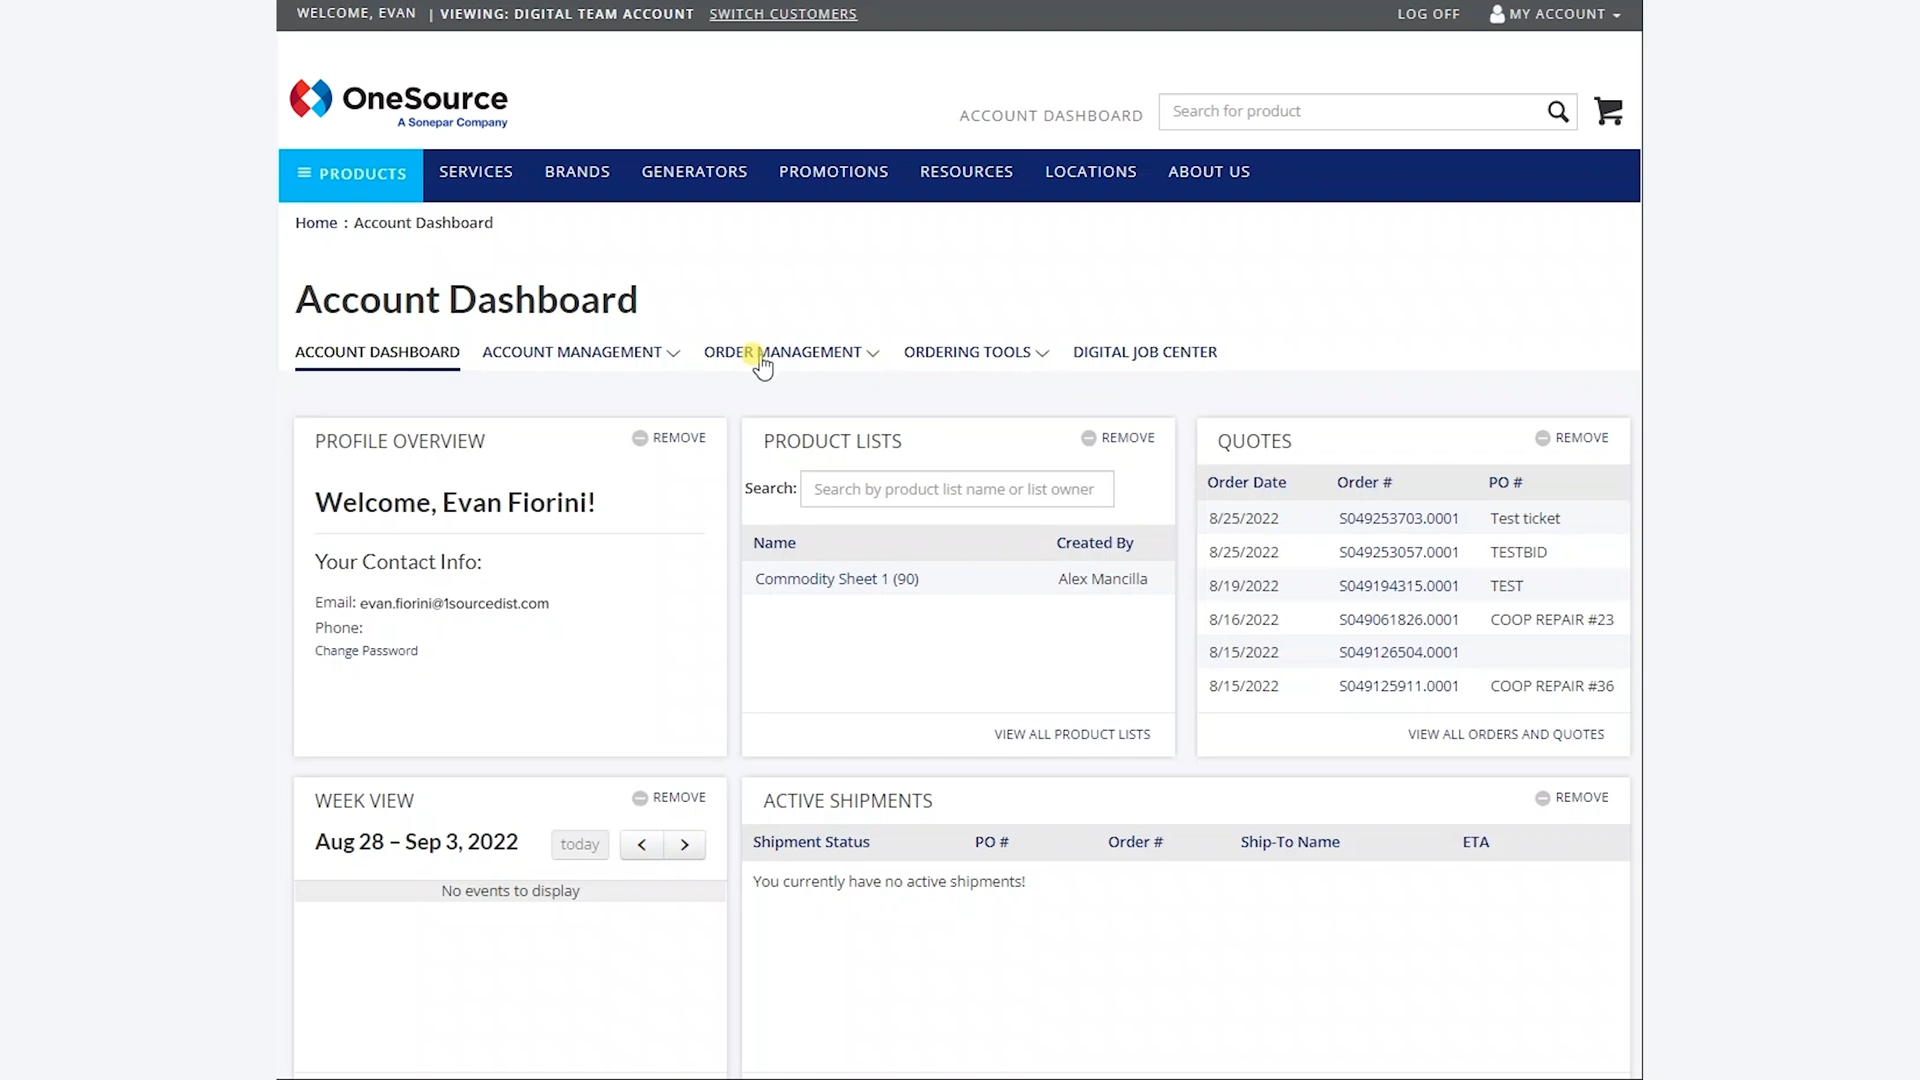 WELCOME, EVAN | VIEWING: DIGITAL TEAM ACCOUNT SWITCH CUSTOMERS LOG OFF MY ACCOUNT
OneSource
A Sonepar Company
ACCOUNT DASHBOARD Search for product
PRODUCTS SERVICES BRANDS GENERATORS PROMOTIONS RESOURCES LOCATIONS ABOUT US
Home : Account Dashboard
Account Dashboard
ACCOUNT DASHBOARD ACCOUNT MANAGEMENT ORDER MANAGEMENT ORDERING TOOLS DIGITAL JOB CENTER
PROFILE OVERVIEW REMOVE
Welcome, Evan Fiorini!
Your Contact Info:
Email: evan.fiorini@1sourcedist.com
Phone:
Change Password
PRODUCT LISTS REMOVE
Search: Search by product list name or list owner
Name Created By
Commodity Sheet 1 (90) Alex Mancilla
VIEW ALL PRODUCT LISTS
QUOTES REMOVE
Order Date Order # PO #
8/25/2022 S049253703.0001 Test ticket
8/25/2022 S049253057.0001 TESTBID
8/19/2022 S049194315.0001 TEST
8/16/2022 S049061826.0001 COOP REPAIR #23
8/15/2022 S049126504.0001
8/15/2022 S049125911.0001 COOP REPAIR #36
VIEW ALL ORDERS AND QUOTES
WEEK VIEW REMOVE
Aug 28 – Sep 3, 2022 today
No events to display
ACTIVE SHIPMENTS REMOVE
Shipment Status PO # Order # Ship-To Name ETA
You currently have no active shipments!